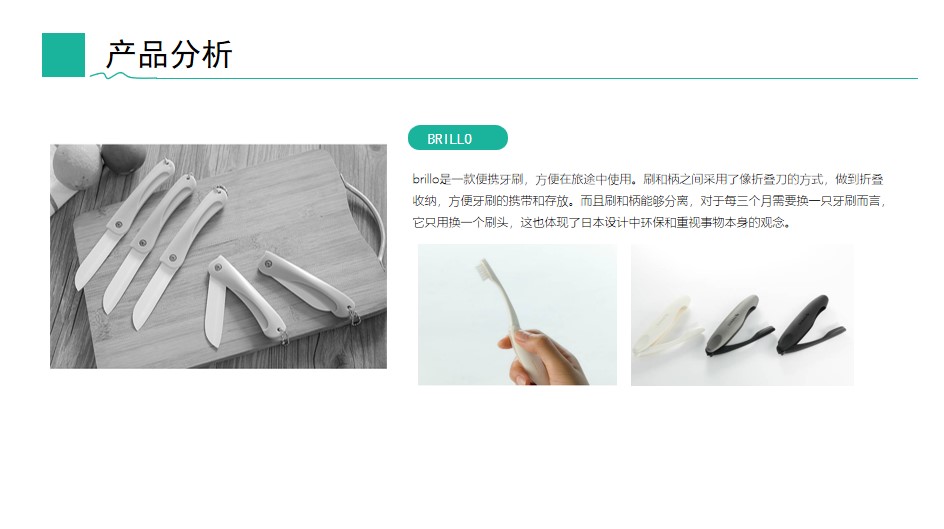 产品分析
BRILLO
brillo是一款便携牙刷，方便在旅途中使用。刷和柄之间采用了像折叠刀的方式，做到折叠
收纳，方便牙刷的携带和存放。而且刷和柄能够分离，对于每三个月需要换一只牙刷而言，
它只用换一个刷头，这也体现了日本设计中环保和重视事物本身的观念。